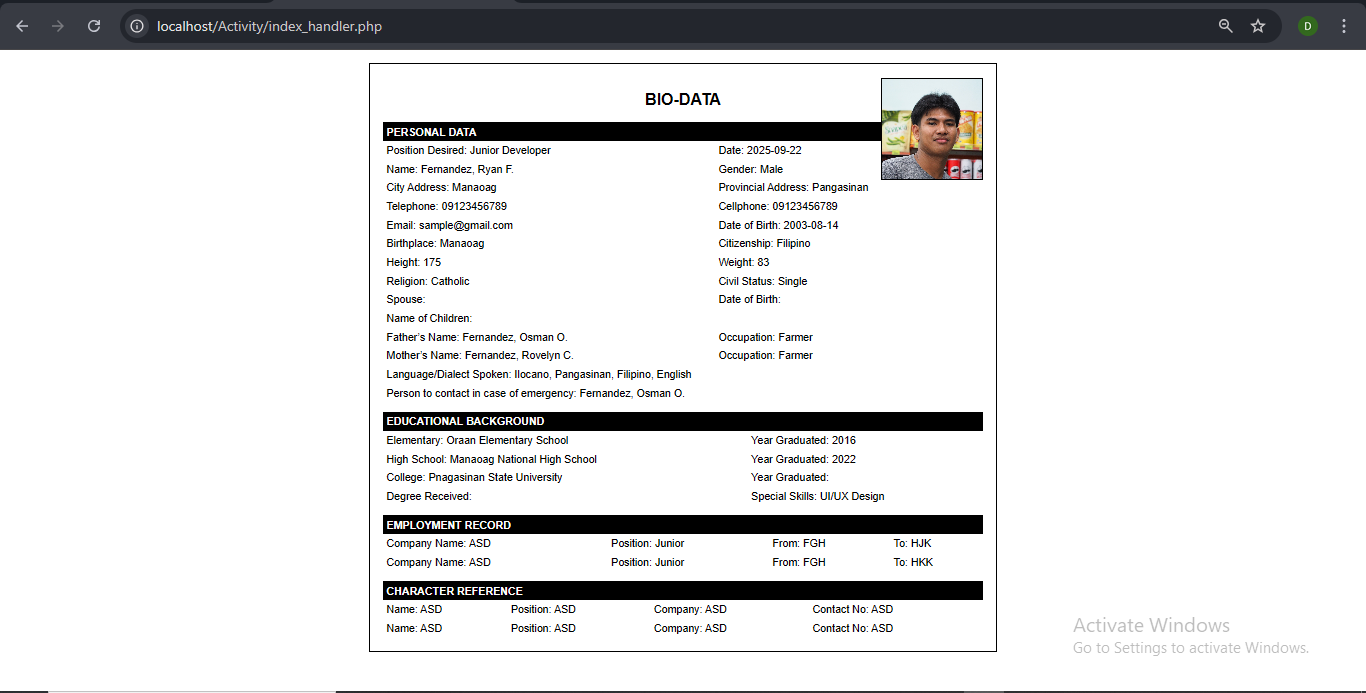 localhost/Activity/index_handler.php
D
BIO-DATA
PERSONAL DATA
Position Desired: Junior Developer Date: 2025-09-22
Name: Fernandez, Ryan F. Gender: Male
City Address: Manaoag Provincial Address: Pangasinan
Telephone: 09123456789 Cellphone: 09123456789
Email: sample@gmail.com Date of Birth: 2003-08-14
Birthplace: Manaoag Citizenship: Filipino
Height: 175 Weight: 83
Religion: Catholic Civil Status: Single
Spouse: Date of Birth:
Name of Children:
Father's Name: Fernandez, Osman O. Occupation: Farmer
Mother's Name: Fernandez, Rovelyn C. Occupation: Farmer
Language/Dialect Spoken: Ilocano, Pangasinan, Filipino, English
Person to contact in case of emergency: Fernandez, Osman O.
EDUCATIONAL BACKGROUND
Elementary: Oraan Elementary School Year Graduated: 2016
High School: Manaoag National High School Year Graduated: 2022
College: Pnagasinan State University Year Graduated:
Degree Received: Special Skills: UI/UX Design
EMPLOYMENT RECORD
Company Name: ASD Position: Junior From: FGH To: HJK
Company Name: ASD Position: Junior From: FGH To: HKK
CHARACTER REFERENCE
Name: ASD Position: ASD Company: ASD Contact No: ASD
Name: ASD Position: ASD Company: ASD Contact No: ASD
Activate Windows
Go to Settings to activate Windows.